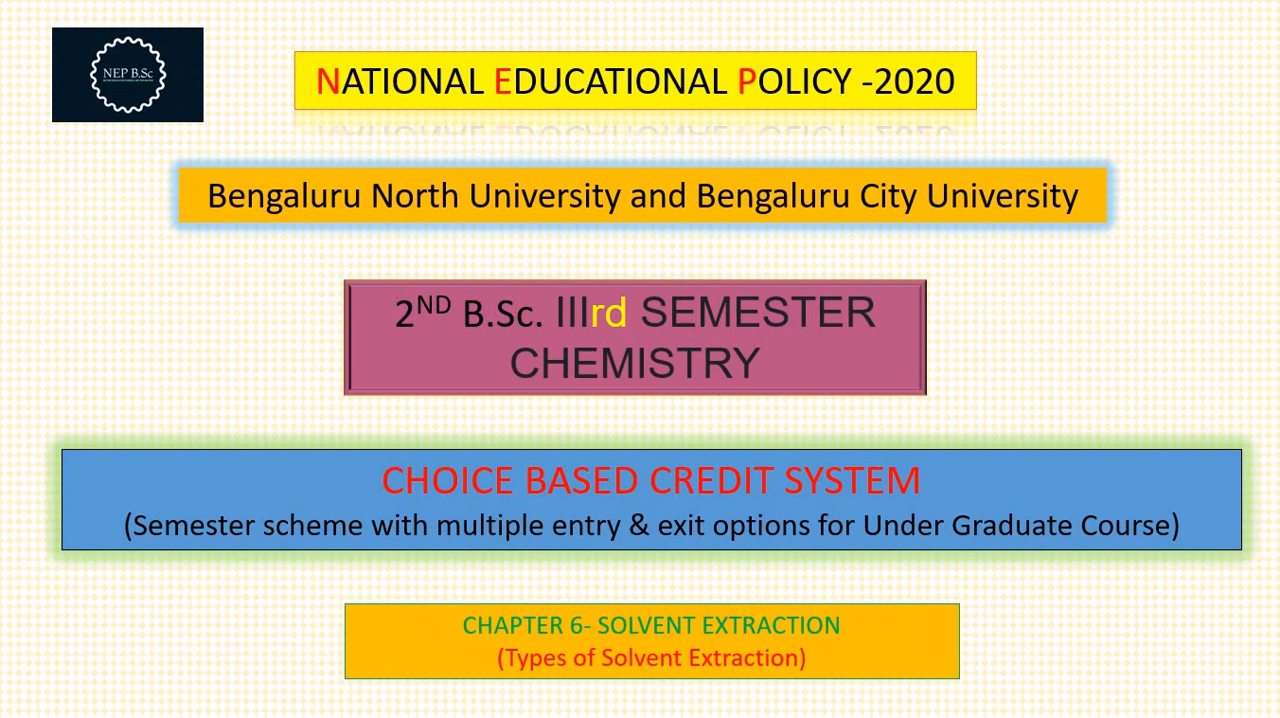 NEP B.Sc
NATIONAL EDUCATIONAL POLICY -2020
Bengaluru North University and Bengaluru City University
2ND B.Sc. IIIrd SEMESTER
CHEMISTRY
CHOICE BASED CREDIT SYSTEM
(Semester scheme with multiple entry & exit options for Under Graduate Course)
CHAPTER 6- SOLVENT EXTRACTION
(Types of Solvent Extraction)